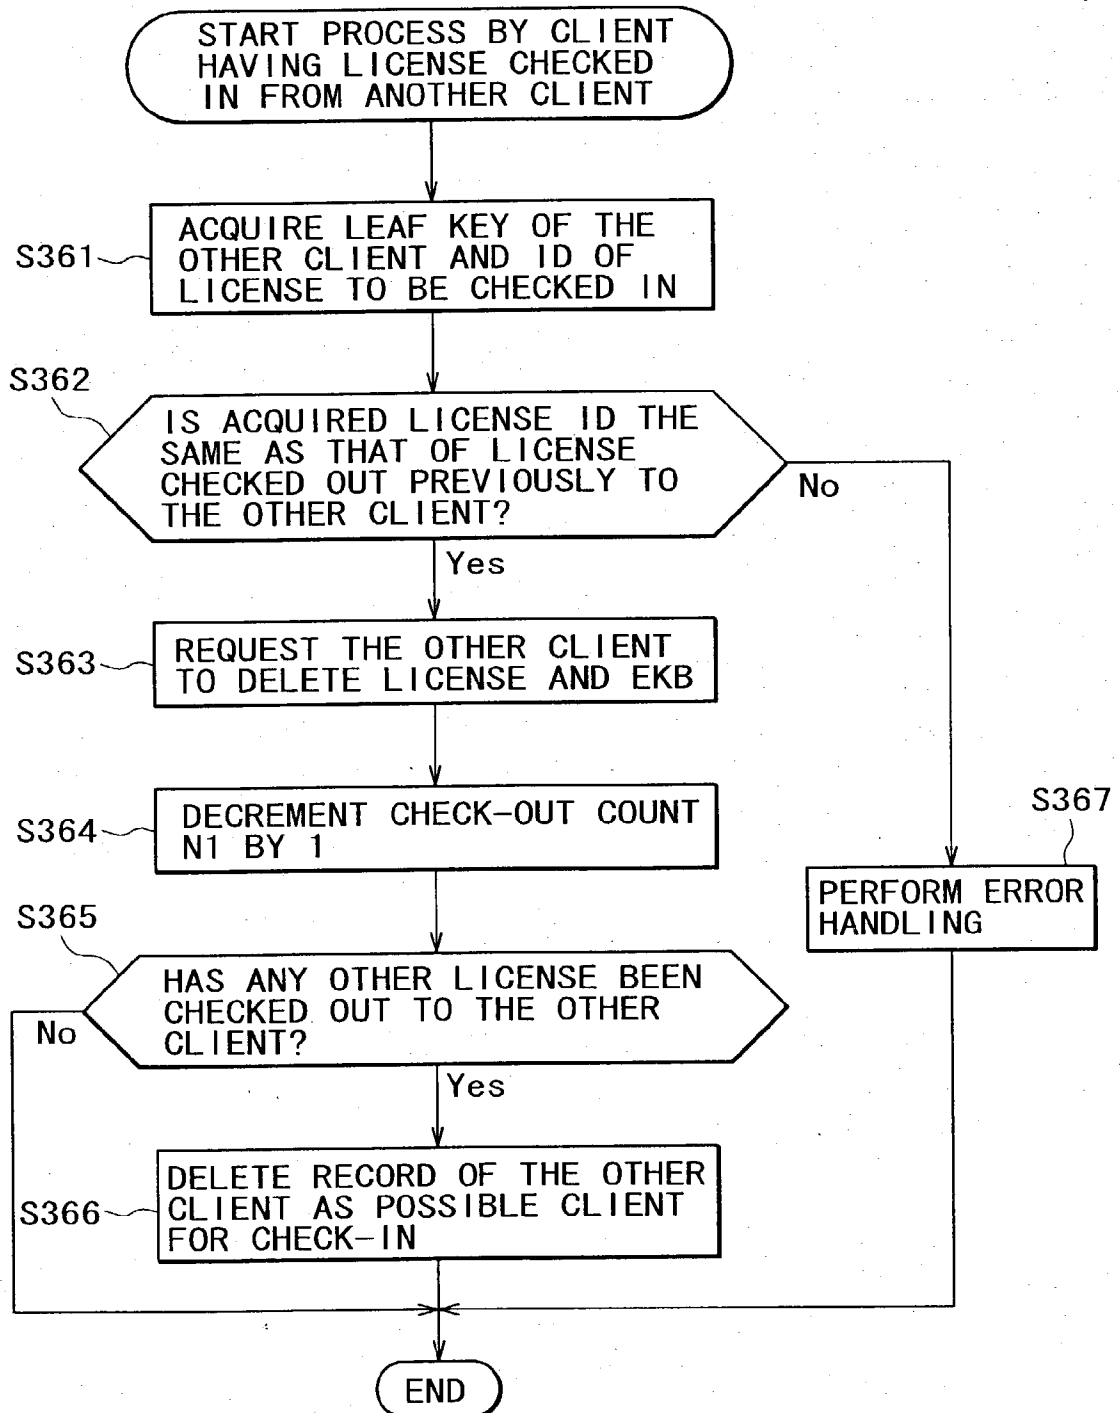 START PROCESS BY CLIENT
HAVING LICENSE CHECKED
IN FROM ANOTHER CLIENT
S361
ACQUIRE LEAF KEY OF THE
OTHER CLIENT AND ID OF
LICENSE TO BE CHECKED IN
S362
IS ACQUIRED LICENSE ID THE
SAME AS THAT OF LICENSE
CHECKED OUT PREVIOUSLY TO
THE OTHER CLIENT?
No
Yes
S363
REQUEST THE OTHER CLIENT
TO DELETE LICENSE AND EKB
S364
DECREMENT CHECK-OUT COUNT
N1 BY 1
S367
PERFORM ERROR
HANDLING
S365
HAS ANY OTHER LICENSE BEEN
CHECKED OUT TO THE OTHER
CLIENT?
No
Yes
S366
DELETE RECORD OF THE OTHER
CLIENT AS POSSIBLE CLIENT
FOR CHECK-IN
END